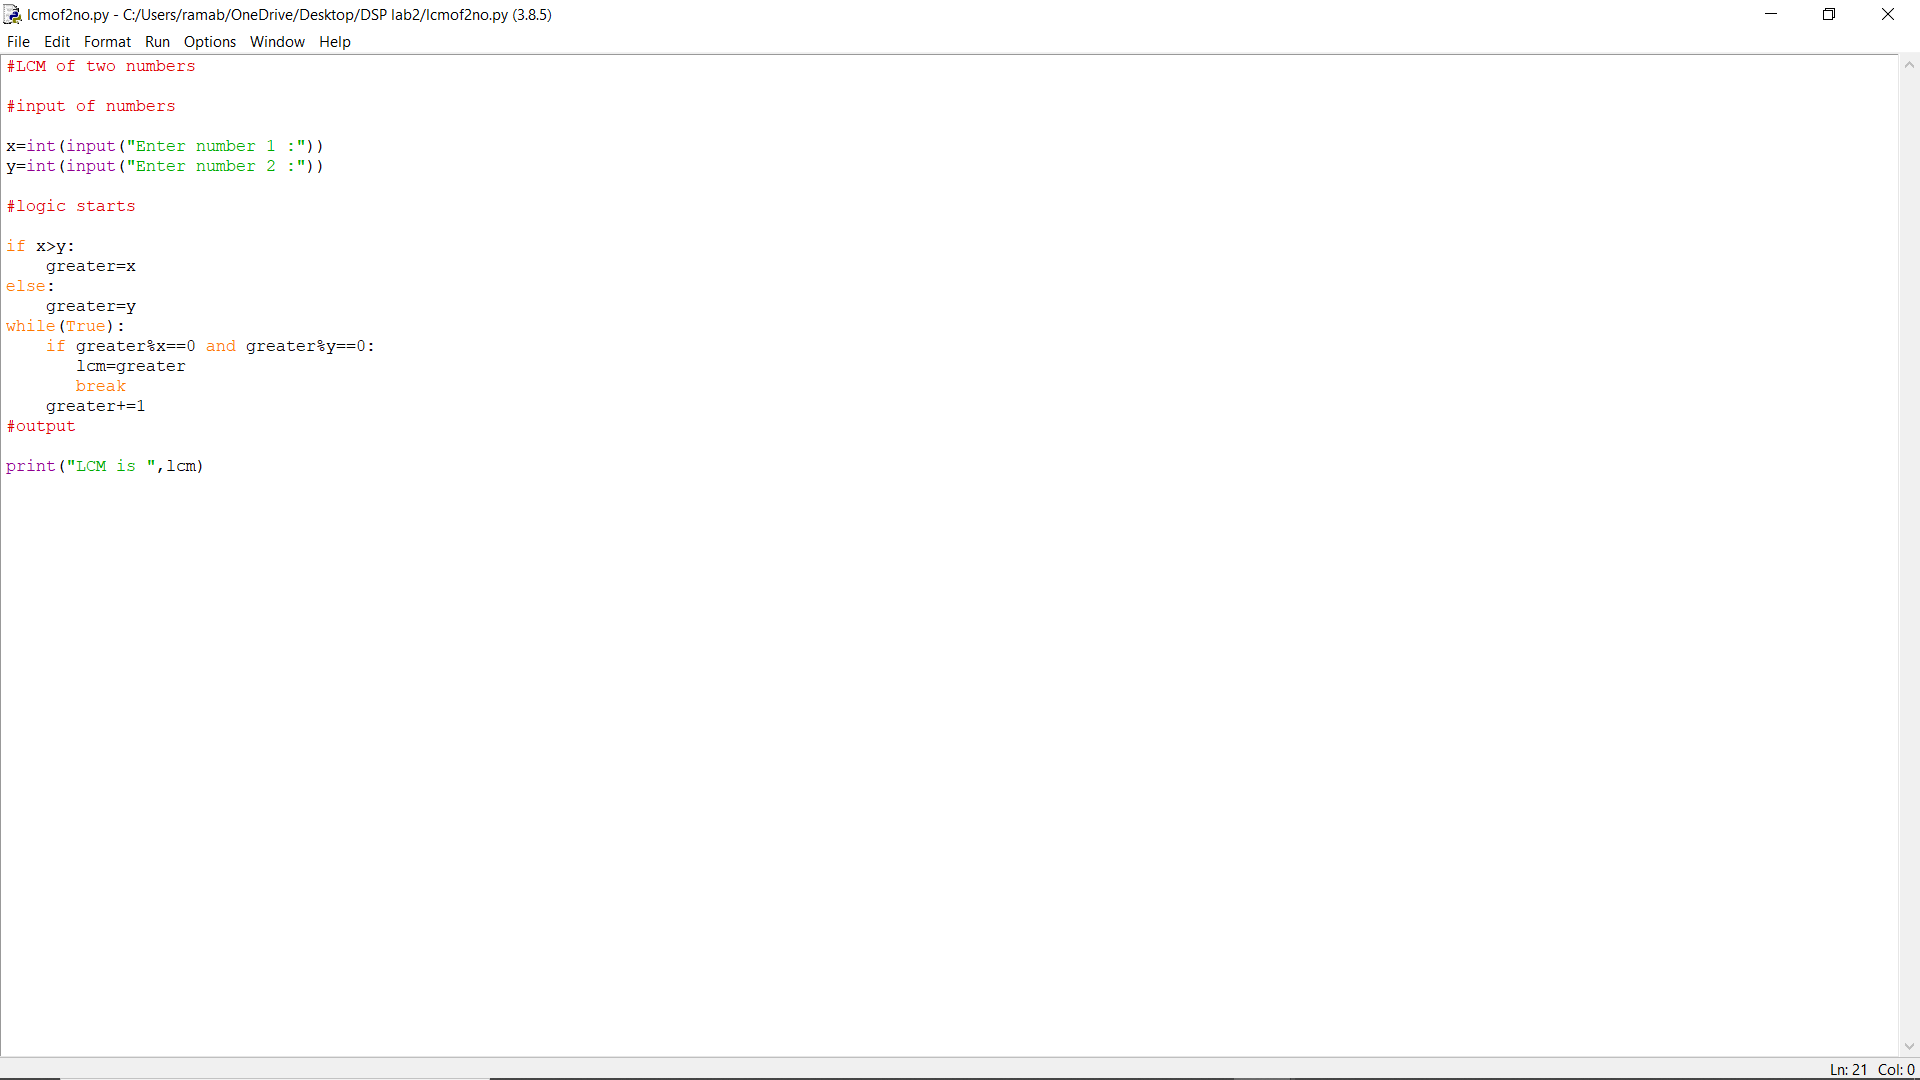 lcmof2no.py - C:/Users/ramab/OneDrive/Desktop/DSP lab2/lcmof2no.py (3.8.5)
File Edit Format Run Options Window Help
#LCM of two numbers
#input of numbers
x=int(input("Enter number 1 :"))
y=int(input("Enter number 2 :"))
#logic starts
if x>y:
    greater=x
else:
    greater=y
while(True):
    if greater%x==0 and greater%y==0:
       lcm=greater
       break
    greater+=1
#output
print("LCM is ",lcm)
Ln: 21 Col: 0